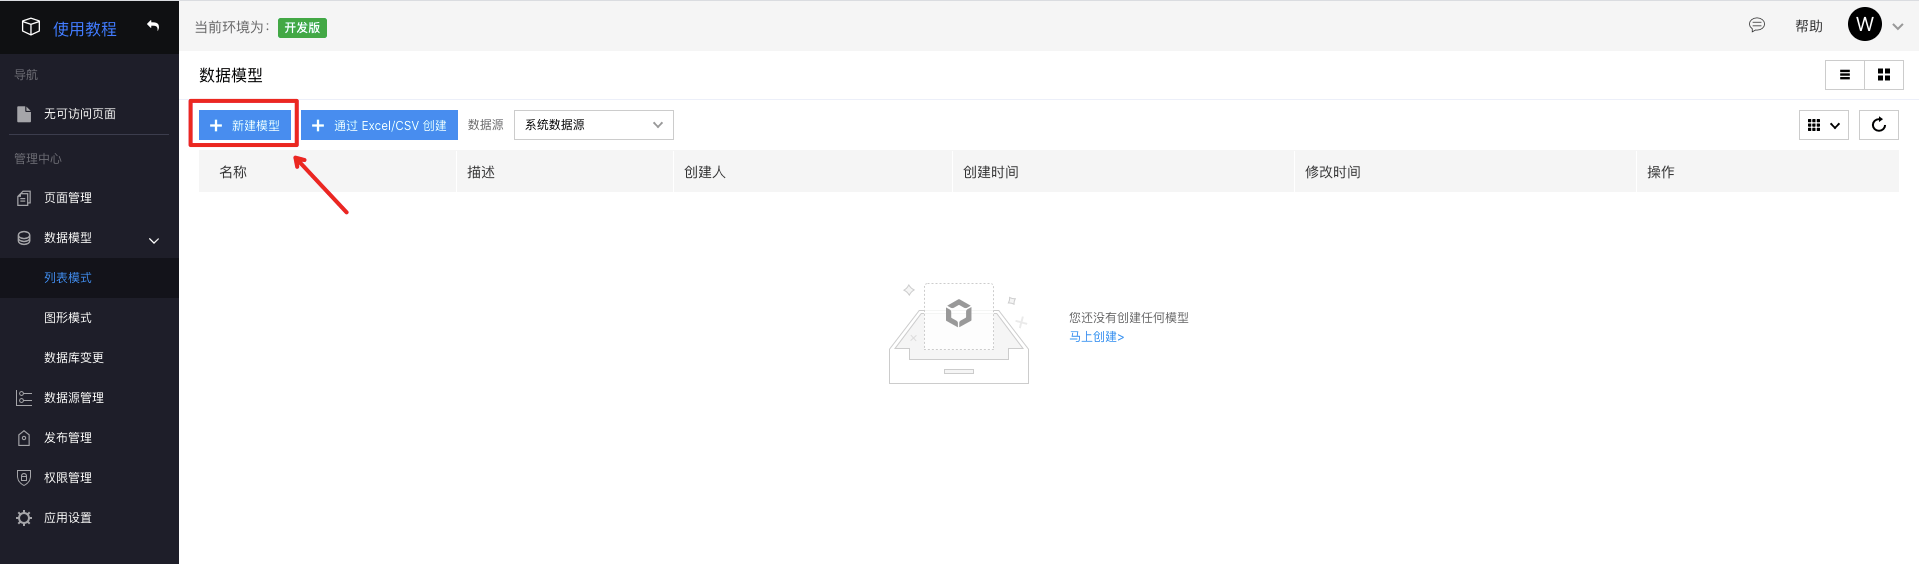 使用教程
当前环境为：开发版
帮助
W
导航
无可访问页面
管理中心
页面管理
数据模型
列表模式
图形模式
数据库变更
数据源管理
发布管理
权限管理
应用设置
数据模型
新建模型 通过 Excel/CSV 创建 数据源 系统数据源
名称 描述 创建人 创建时间 修改时间 操作
您还没有创建任何模型
马上创建>